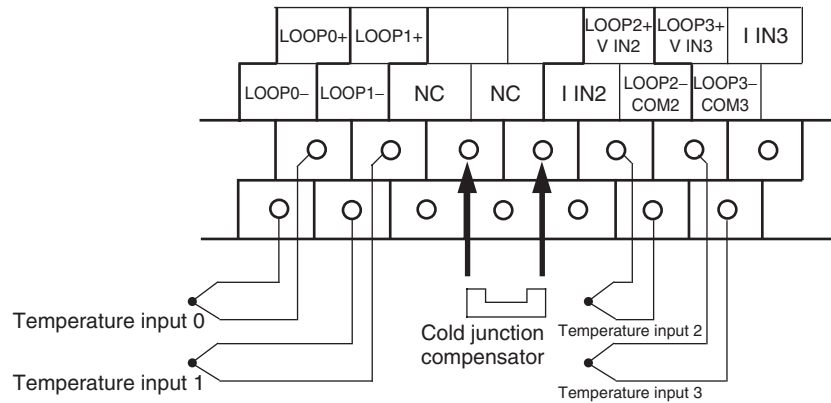 LOOP0+ LOOP1+ LOOP2+ V IN2 LOOP3+ V IN3 I IN3
LOOP0– LOOP1– NC NC I IN2 LOOP2– COM2 LOOP3– COM3
Temperature input 0
Temperature input 1
Cold junction
compensator
Temperature input 2
Temperature input 3